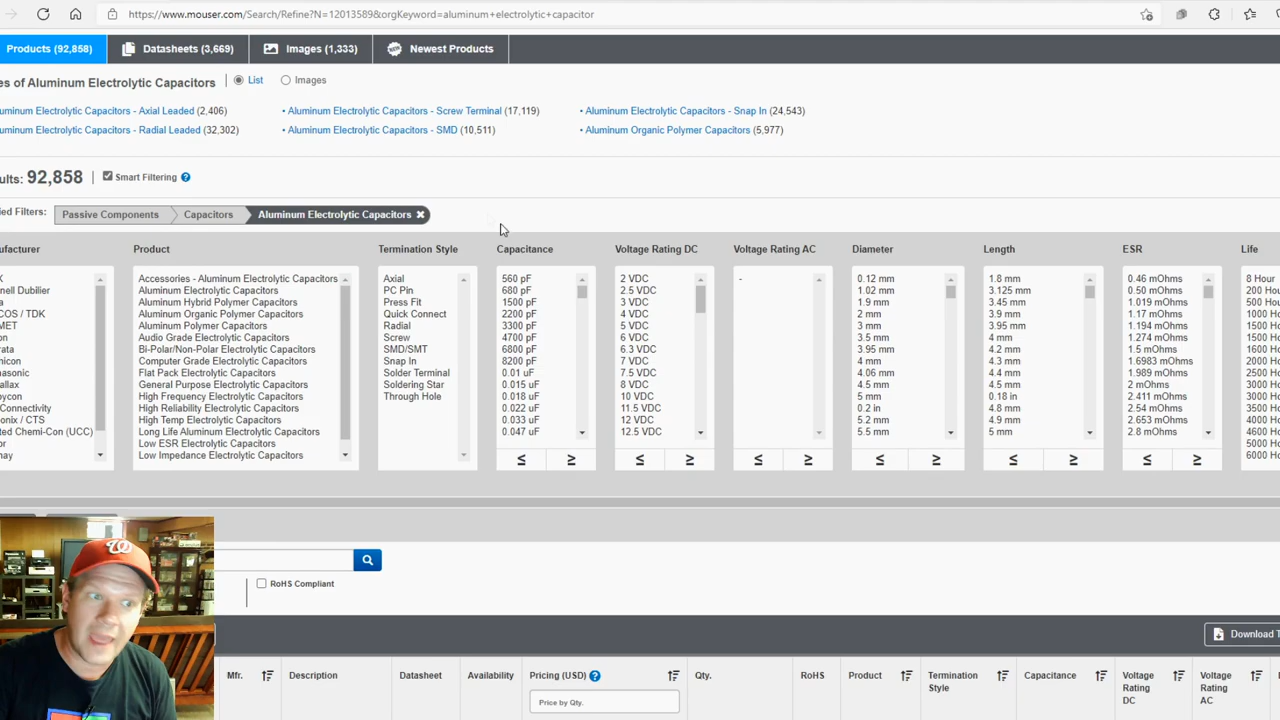 https://www.mouser.com/Search/Refine?N=12013589&orgKeyword=aluminum+electrolytic+capacitor
Products (92,858) Datasheets (3,669) Images (1,333) Newest Products
of Aluminum Electrolytic Capacitors List Images
Electrolytic Capacitors - Axial Leaded (2,406) • Aluminum Electrolytic Capacitors - Screw Terminal (17,119) • Aluminum Electrolytic Capacitors - Snap In (24,543)
Electrolytic Capacitors - Radial Leaded (32,302) • Aluminum Electrolytic Capacitors - SMD (10,511) • Aluminum Organic Polymer Capacitors (5,977)
92,858 Smart Filtering
Filters: Passive Components Capacitors Aluminum Electrolytic Capacitors
Product Termination Style Capacitance Voltage Rating DC Voltage Rating AC Diameter Length ESR Life
Accessories - Aluminum Electrolytic Capacitors Axial 560 pF 2 VDC - 0.12 mm 1.8 mm 0.46 mOhms 8 Hour
Dubilier Aluminum Electrolytic Capacitors PC Pin 680 pF 2.5 VDC 1.02 mm 3.125 mm 0.50 mOhms 200
Aluminum Hybrid Polymer Capacitors Press Fit 1500 pF 3 VDC 1.9 mm 3.45 mm 1.019 mOhms 1000
/ TDK Aluminum Organic Polymer Capacitors Quick Connect 2200 pF 4 VDC 2 mm 3.9 mm 1.17 mOhms 1000
Aluminum Polymer Capacitors Radial 3300 pF 5 VDC 3 mm 3.95 mm 1.194 mOhms 1200
Audio Grade Electrolytic Capacitors Screw 4700 pF 6 VDC 3.5 mm 4 mm 1.274 mOhms 1500
Bi-Polar/Non-Polar Electrolytic Capacitors SMD/SMT 6800 pF 6.3 VDC 3.95 mm 4.2 mm 1.5 mOhms 1600
Computer Grade Electrolytic Capacitors Snap In 8200 pF 7 VDC 4 mm 4.3 mm 1.6983 mOhms 2000
Flat Pack Electrolytic Capacitors Solder Terminal 0.01 uF 7.5 VDC 4.06 mm 4.4 mm 1.989 mOhms 2500
General Purpose Electrolytic Capacitors Soldering Star 0.015 uF 8 VDC 4.5 mm 4.5 mm 2 mOhms 3000
High Frequency Electrolytic Capacitors Through Hole 0.018 uF 10 VDC 5 mm 0.18 in 2.411 mOhms 3000
Connectivity High Reliability Electrolytic Capacitors 0.022 uF 11.5 VDC 0.2 in 4.8 mm 2.54 mOhms 3500
/ CTS High Temp Electrolytic Capacitors 0.033 uF 12 VDC 5.2 mm 4.9 mm 2.653 mOhms 4000
Chemi-Con (UCC) Long Life Aluminum Electrolytic Capacitors 0.047 uF 12.5 VDC 5.5 mm 5 mm 2.8 mOhms 4600
Low ESR Electrolytic Capacitors 5000
Low Impedance Electrolytic Capacitors 6000
≤ ≥ ≤ ≥ ≤ ≥ ≤ ≥ ≤ ≥ ≤ ≥
RoHS Compliant
Download
Mfr. Description Datasheet Availability Pricing (USD) Qty. RoHS Product Termination Style Capacitance Voltage Rating DC Voltage Rating AC
Price by Qty.
W